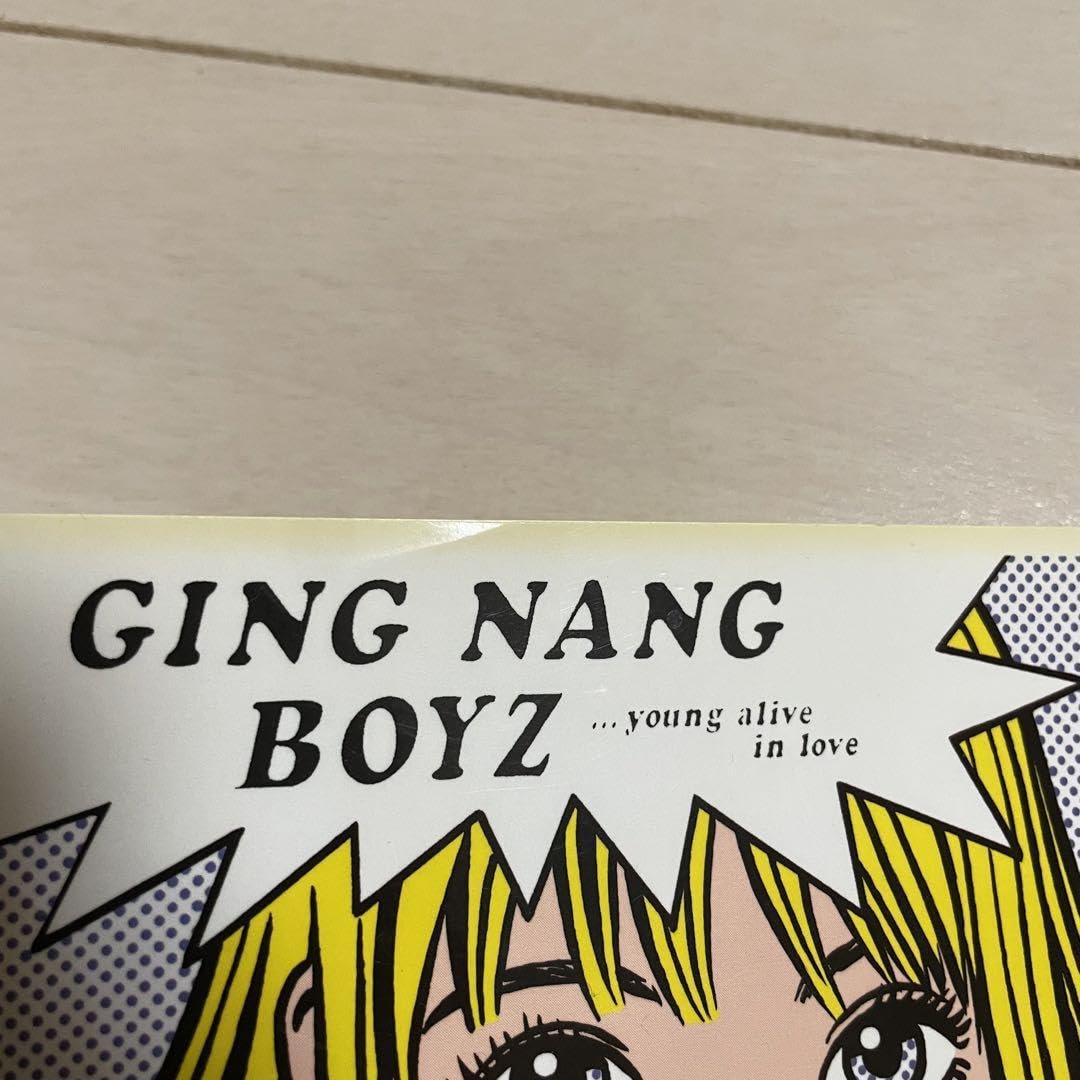 GING NANG
BOYZ
...young alive
in love